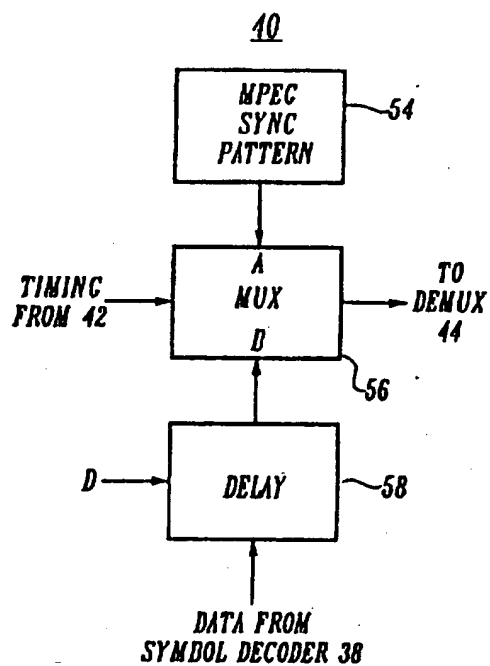 40
MPEG
SYNC
PATTERN
54
A
MUX
D
TIMING
FROM 42
TO
DEMUX
44
56
D
DELAY
58
DATA FROM
SYMBOL DECODER 38